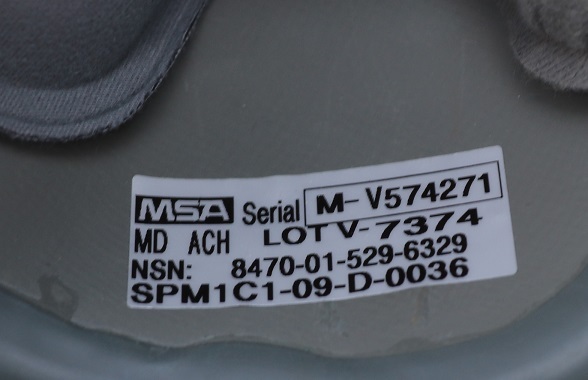 MSA Serial M-V574271
MD ACH LOT V-7374
NSN: 8470-01-529-6329
SPM1C1-09-D-0036